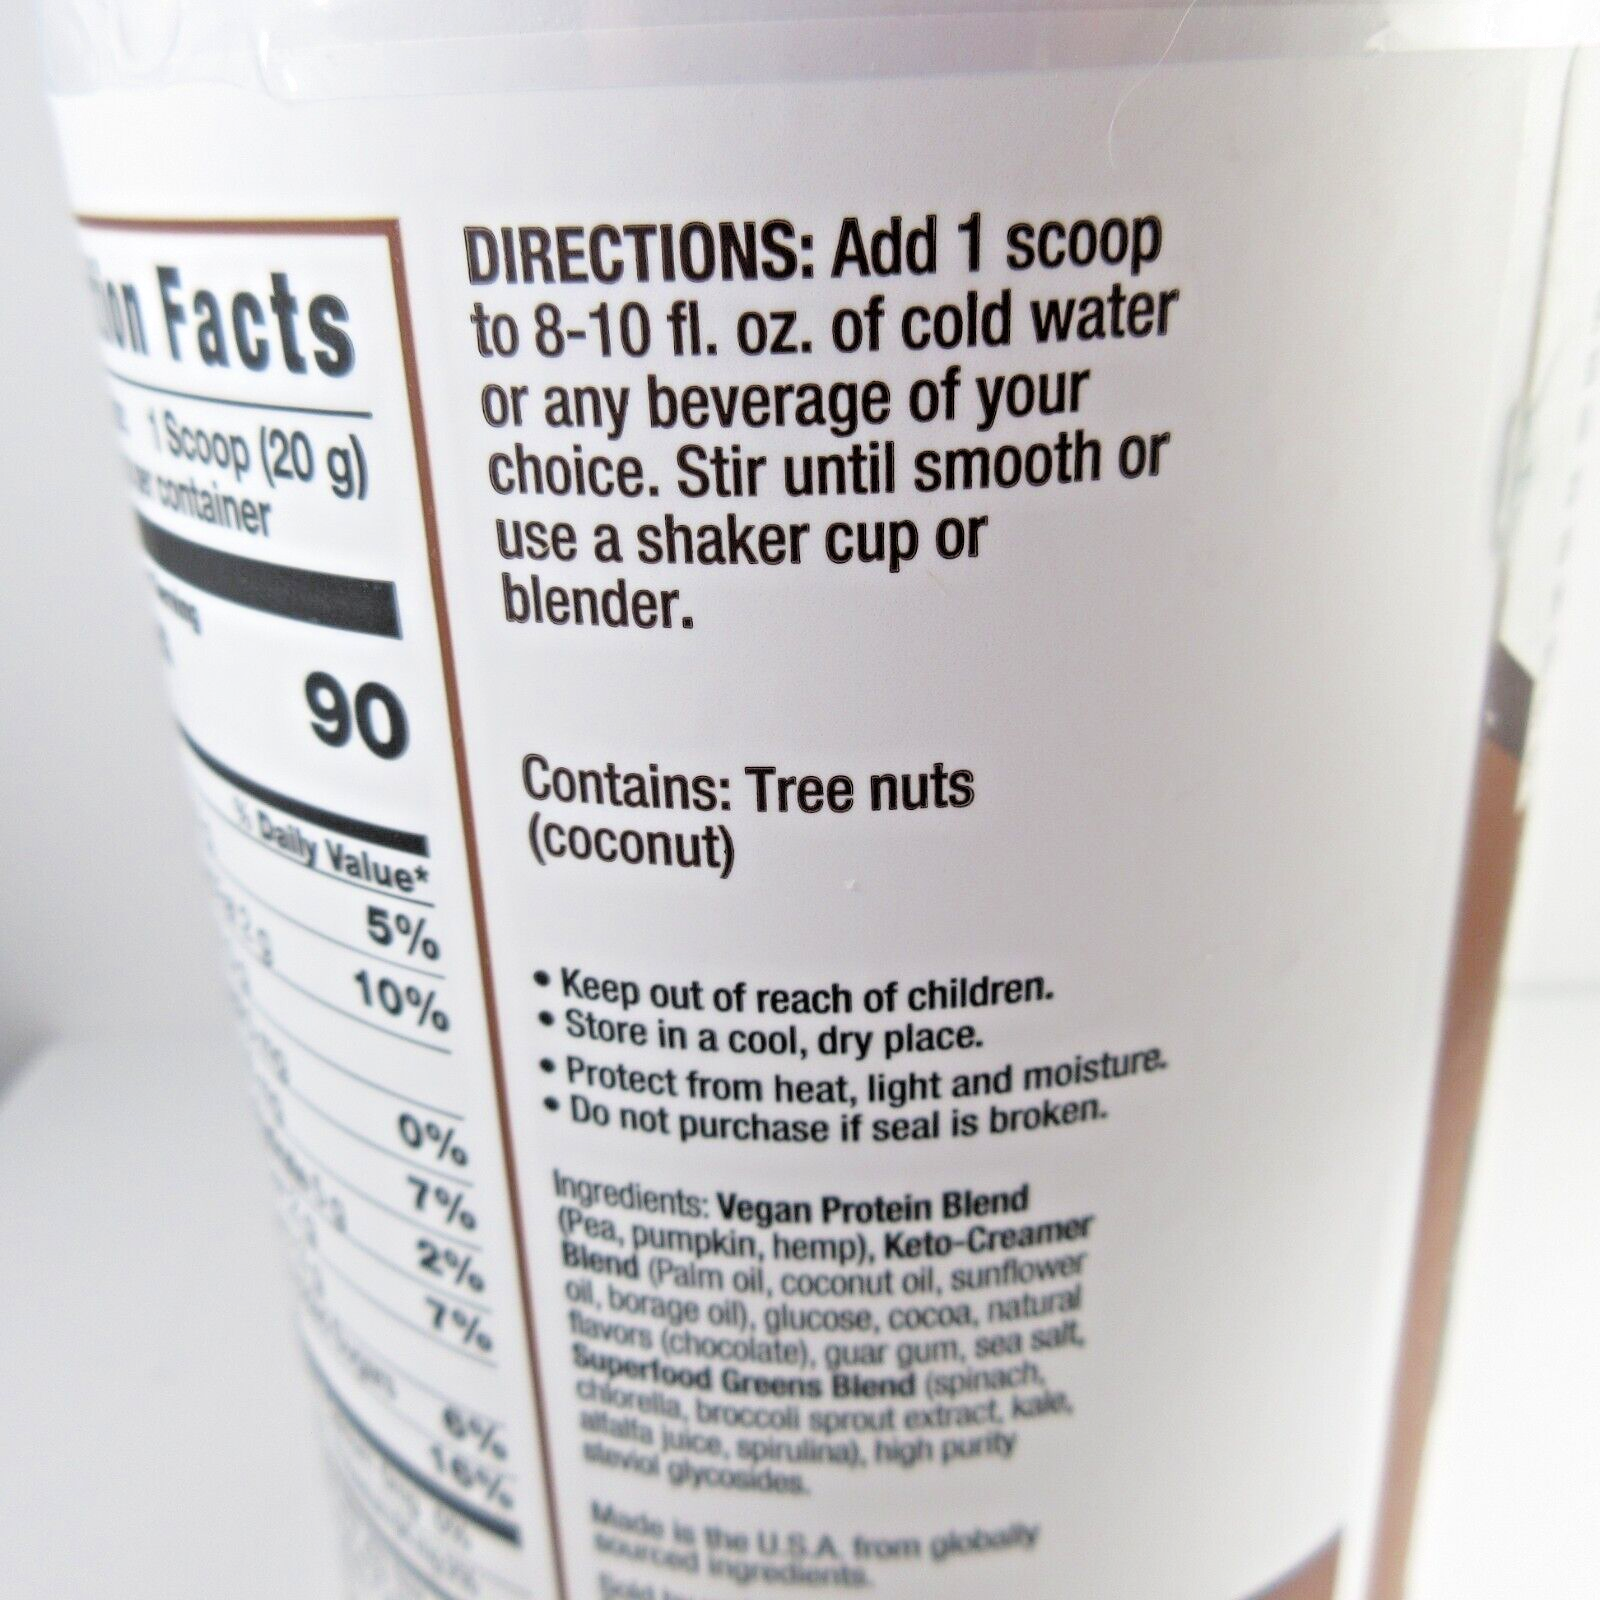 Facts
1 Scoop (20 g)
container
90
% Daily Value*
5%
2 g
10%
0%
7%
2%
7%
6%
16%
DIRECTIONS: Add 1 scoop
to 8-10 fl. oz. of cold water
or any beverage of your
choice. Stir until smooth or
use a shaker cup or
blender.
Contains: Tree nuts
(coconut)
• Keep out of reach of children.
• Store in a cool, dry place.
• Protect from heat, light and moisture.
• Do not purchase if seal is broken.
Ingredients: Vegan Protein Blend
(Pea, pumpkin, hemp), Keto-Creamer
Blend (Palm oil, coconut oil, sunflower
oil, borage oil), glucose, cocoa, natural
flavors (chocolate), guar gum, sea salt,
Superfood Greens Blend (spinach,
chlorella, broccoli sprout extract, kale,
alfalfa juice, spirulina), high purity
steviol glycosides.
Made in the U.S.A. from globally
sourced ingredients.